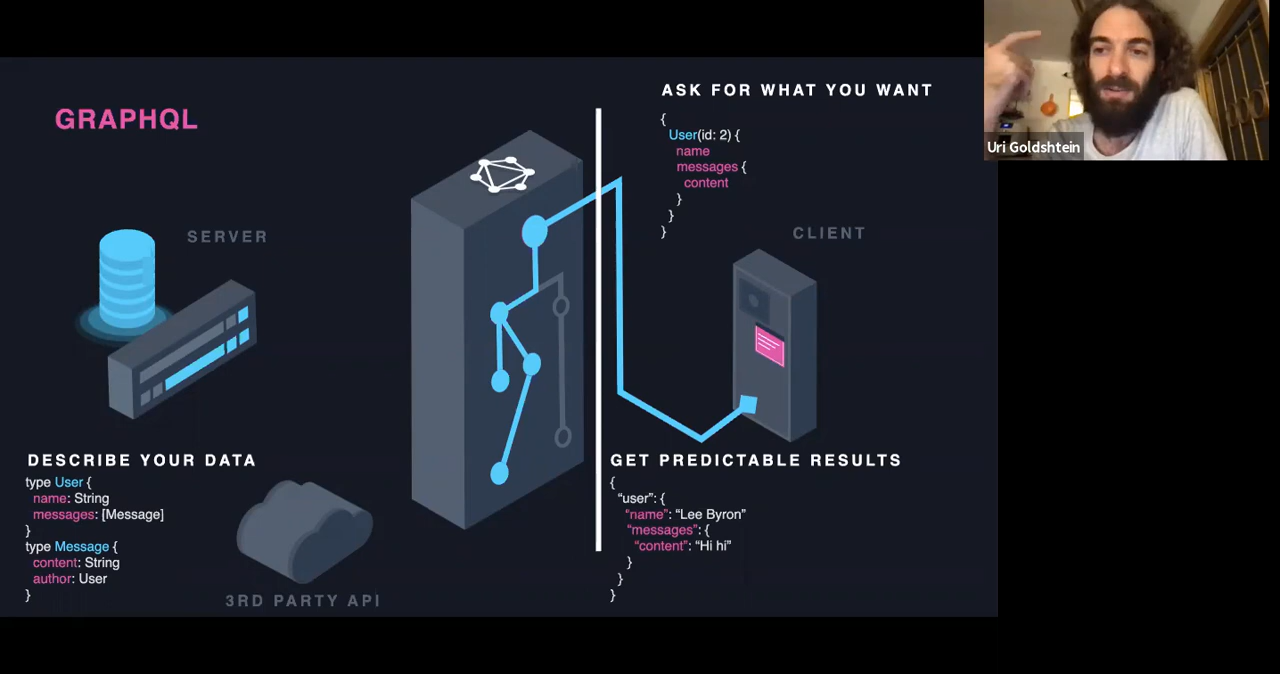 GRAPHQL
SERVER
DESCRIBE YOUR DATA
type User {
name: String
messages: [Message]
}
type Message {
content: String
author: User
}
3RD PARTY API
ASK FOR WHAT YOU WANT
{
User(id: 2) {
name
messages {
content
}
}
}
CLIENT
GET PREDICTABLE RESULTS
{
“user”: {
“name”: “Lee Byron”
“messages”: {
“content”: “Hi hi”
}
}
}
Uri Goldshtein